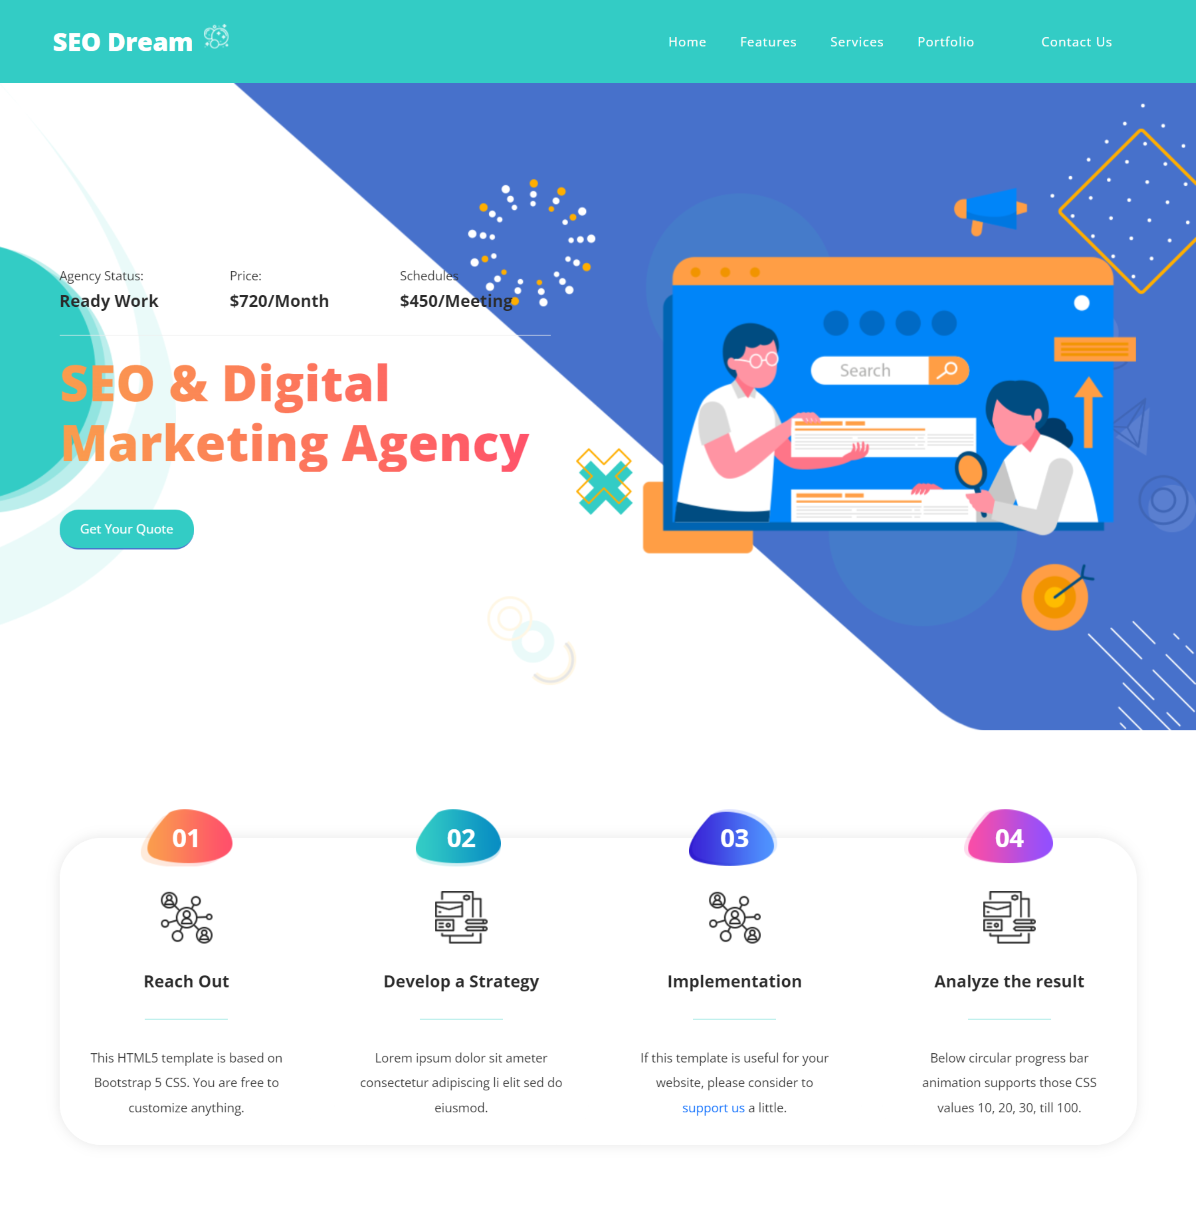 SEO Dream
Home Features Services Portfolio Contact Us
Agency Status: Price: Schedules
Ready Work $720/Month $450/Meeting
SEO & Digital
Marketing Agency
Get Your Quote
Search
01 02 03 04
Reach Out
This HTML5 template is based on
Bootstrap 5 CSS. You are free to
customize anything.
Develop a Strategy
Lorem ipsum dolor sit ameter
consectetur adipiscing li elit sed do
eiusmod.
Implementation
If this template is useful for your
website, please consider to
support us a little.
Analyze the result
Below circular progress bar
animation supports those CSS
values 10, 20, 30, till 100.